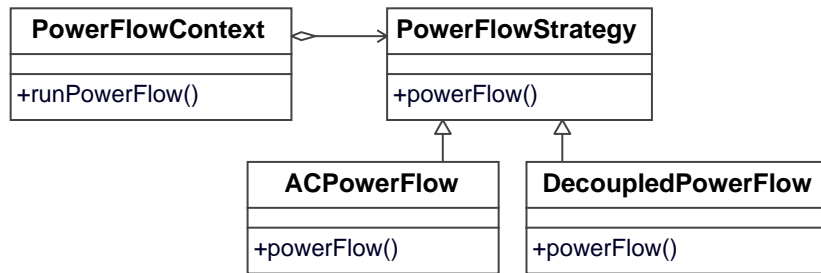 PowerFlowContext
+runPowerFlow()
PowerFlowStrategy
+powerFlow()
ACPowerFlow
+powerFlow()
DecoupledPowerFlow
+powerFlow()